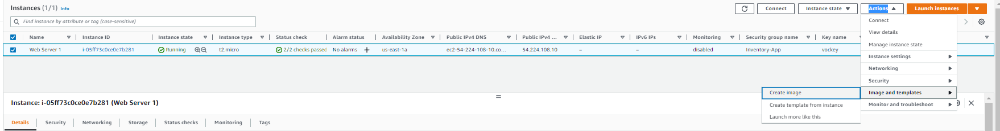 Instances (1/1) Info
Connect Instance state Actions Launch instances
Find instance by attribute or tag (case-sensitive)
Name Instance ID Instance state Instance type Status check Alarm status Availability Zone Public IPv4 DNS Public IPv4 ... Elastic IP IPv6 IPs Monitoring Security group name Key name
Web Server 1 i-05ff73c0ce0e7b281 Running t2.micro 2/2 checks passed No alarms + us-east-1a ec2-54-224-108-10.co... 54.224.108.10 – – disabled Inventory-App vockey
Connect
View details
Manage instance state
Instance settings
Networking
Security
Image and templates
Monitor and troubleshoot
Create image
Create template from instance
Launch more like this
Instance: i-05ff73c0ce0e7b281 (Web Server 1)
Details Security Networking Storage Status checks Monitoring Tags